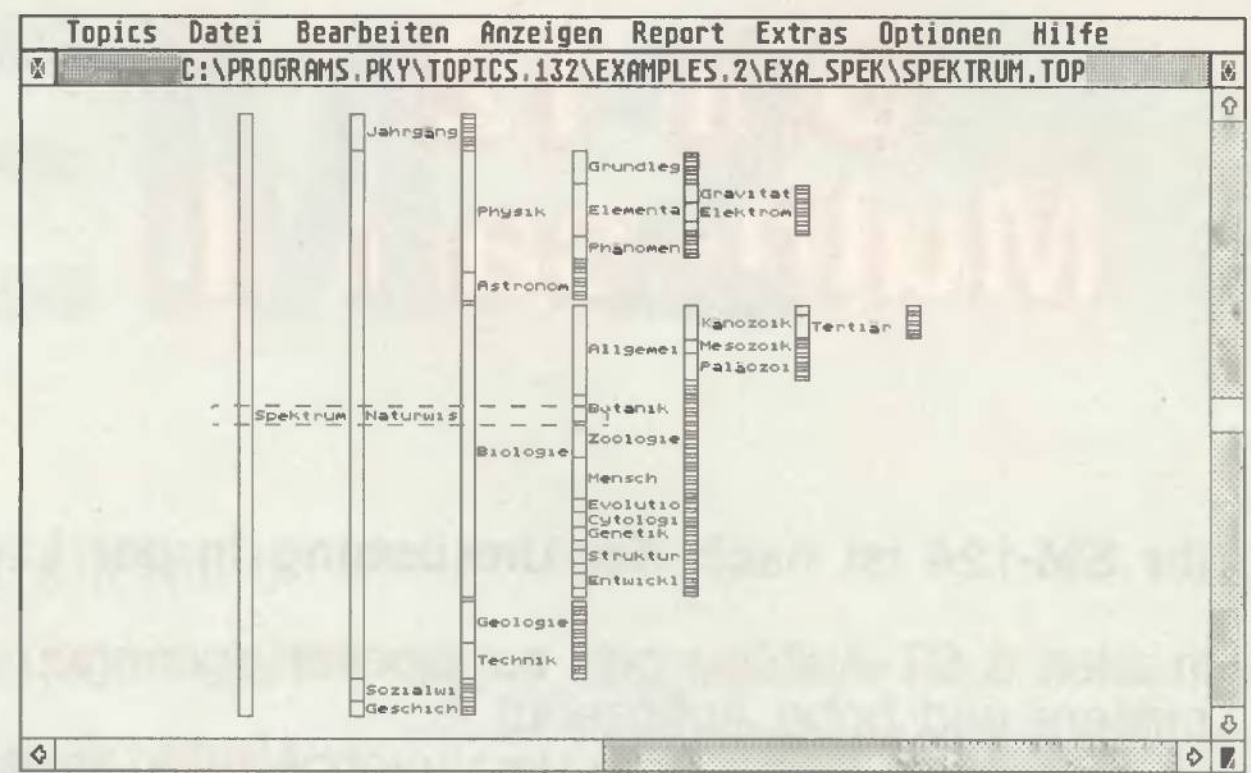 Topics Datei Bearbeiten Anzeigen Report Extras Optionen Hilfe
C:\PROGRAMS.PKY\TOPICS.132\EXAMPLES.2\EXA_SPEK\SPEKTRUM.TOP
Jahrgäng
Grundleg
Gravitat
Physik Elementa Elektrom
Phänomen
Astronom
Känozoik Tertiär
Allgemei Mesozoik
Paläozoi
Spektrum Naturwis Botanik
Zoologie
Biologie
Mensch
Evolutio
Cytologi
Genetik
Struktur
Entwickl
Geologie
Technik
Sozialwi
Geschich